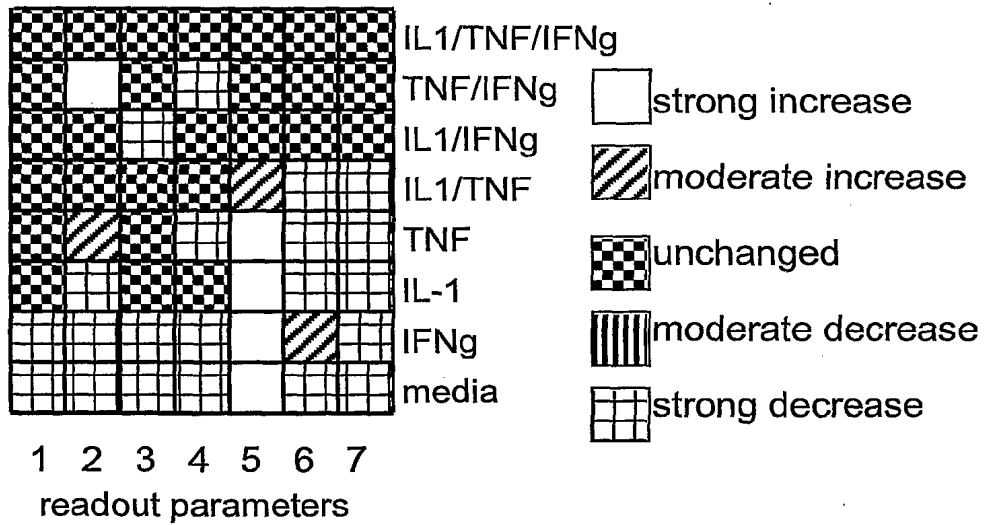 IL1/TNF/IFNg
TNF/IFNg
IL1/IFNg
IL1/TNF
TNF
IL-1
IFNg
media
1 2 3 4 5 6 7
readout parameters
strong increase
moderate increase
unchanged
moderate decrease
strong decrease